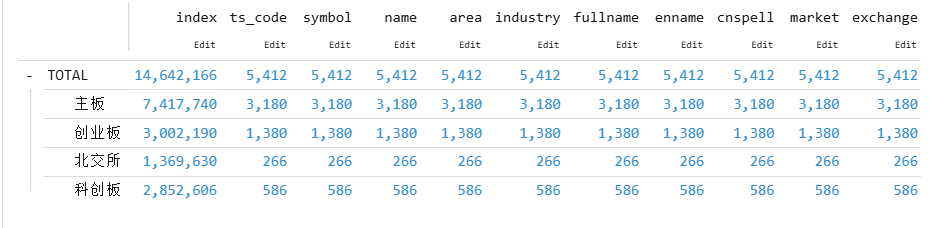 index ts_code symbol name area industry fullname enname cnspell market exchange
Edit Edit Edit Edit Edit Edit Edit Edit Edit Edit Edit
- TOTAL 14,642,166 5,412 5,412 5,412 5,412 5,412 5,412 5,412 5,412 5,412 5,412
主板 7,417,740 3,180 3,180 3,180 3,180 3,180 3,180 3,180 3,180 3,180 3,180
创业板 3,002,190 1,380 1,380 1,380 1,380 1,380 1,380 1,380 1,380 1,380 1,380
北交所 1,369,630 266 266 266 266 266 266 266 266 266 266
科创板 2,852,606 586 586 586 586 586 586 586 586 586 586